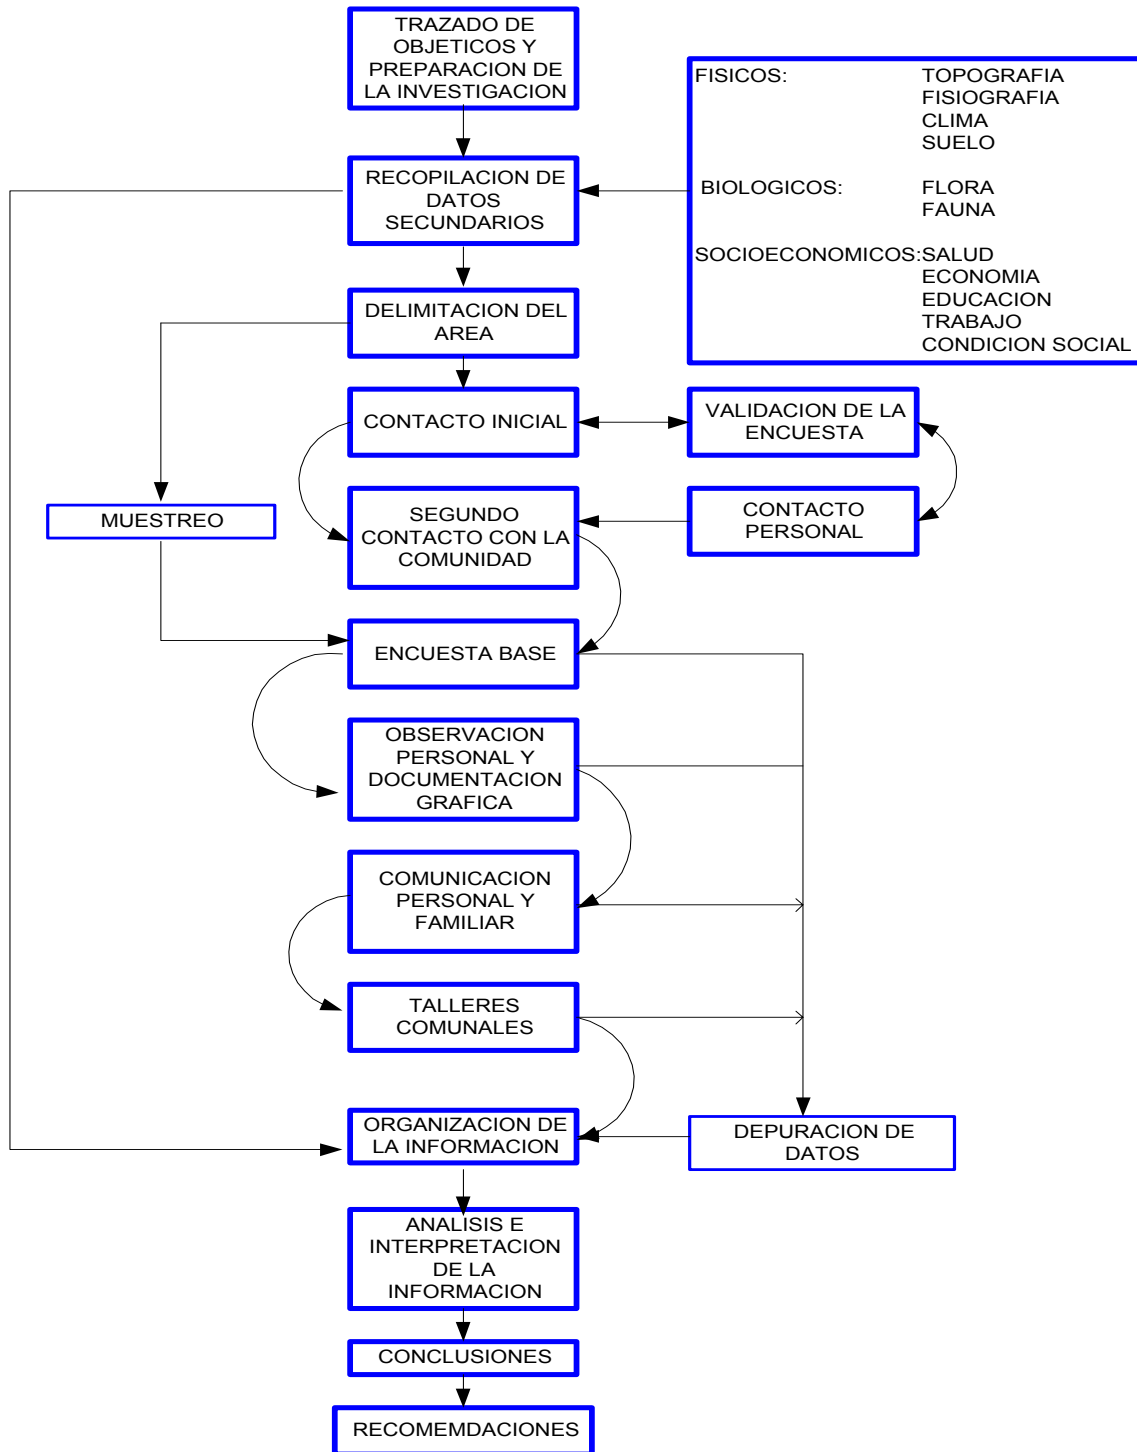 TRAZADO DE
OBJETICOS Y
PREPARACION DE
LA INVESTIGACION
FISICOS: TOPOGRAFIA
FISIOGRAFIA
CLIMA
SUELO
BIOLOGICOS: FLORA
FAUNA
SOCIOECONOMICOS:SALUD
ECONOMIA
EDUCACION
TRABAJO
CONDICION SOCIAL
RECOPILACION DE
DATOS
SECUNDARIOS
DELIMITACION DEL
AREA
CONTACTO INICIAL
VALIDACION DE LA
ENCUESTA
MUESTREO
SEGUNDO
CONTACTO CON LA
COMUNIDAD
CONTACTO
PERSONAL
ENCUESTA BASE
OBSERVACION
PERSONAL Y
DOCUMENTACION
GRAFICA
COMUNICACION
PERSONAL Y
FAMILIAR
TALLERES
COMUNALES
ORGANIZACION DE
LA INFORMACION
DEPURACION DE
DATOS
ANALISIS E
INTERPRETACION
DE LA
INFORMACION
CONCLUSIONES
RECOMEMDACIONES